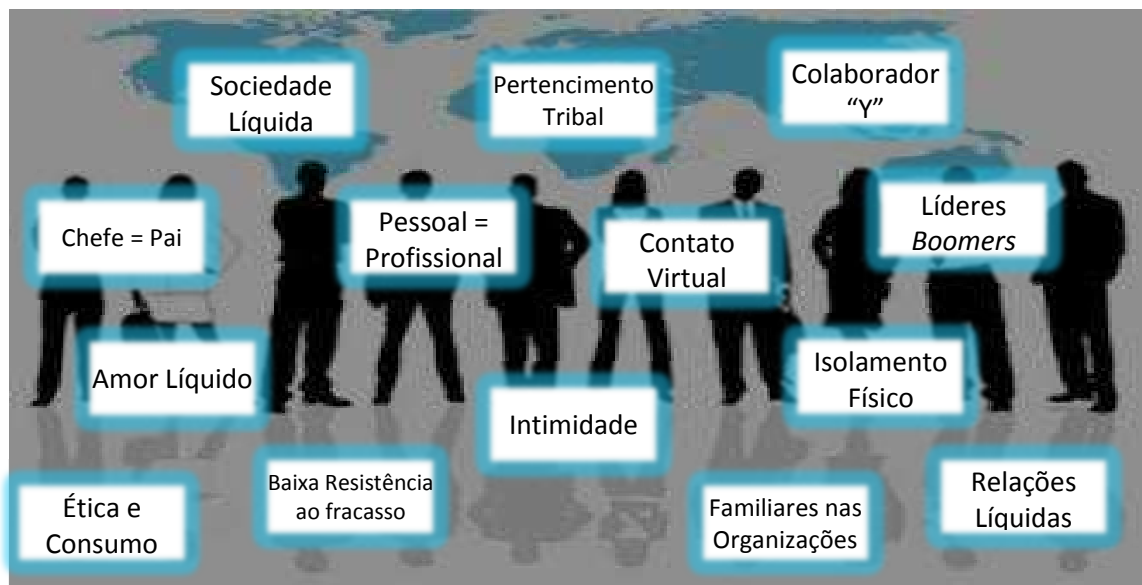 Sociedade
Líquida
Pertencimento
Tribal
Colaborador
“Y”
Chefe = Pai
Pessoal =
Profissional
Contato
Virtual
Líderes
Boomers
Amor Líquido
Intimidade
Isolamento
Físico
Ética e
Consumo
Baixa Resistência
ao fracasso
Familiares nas
Organizações
Relações
Líquidas